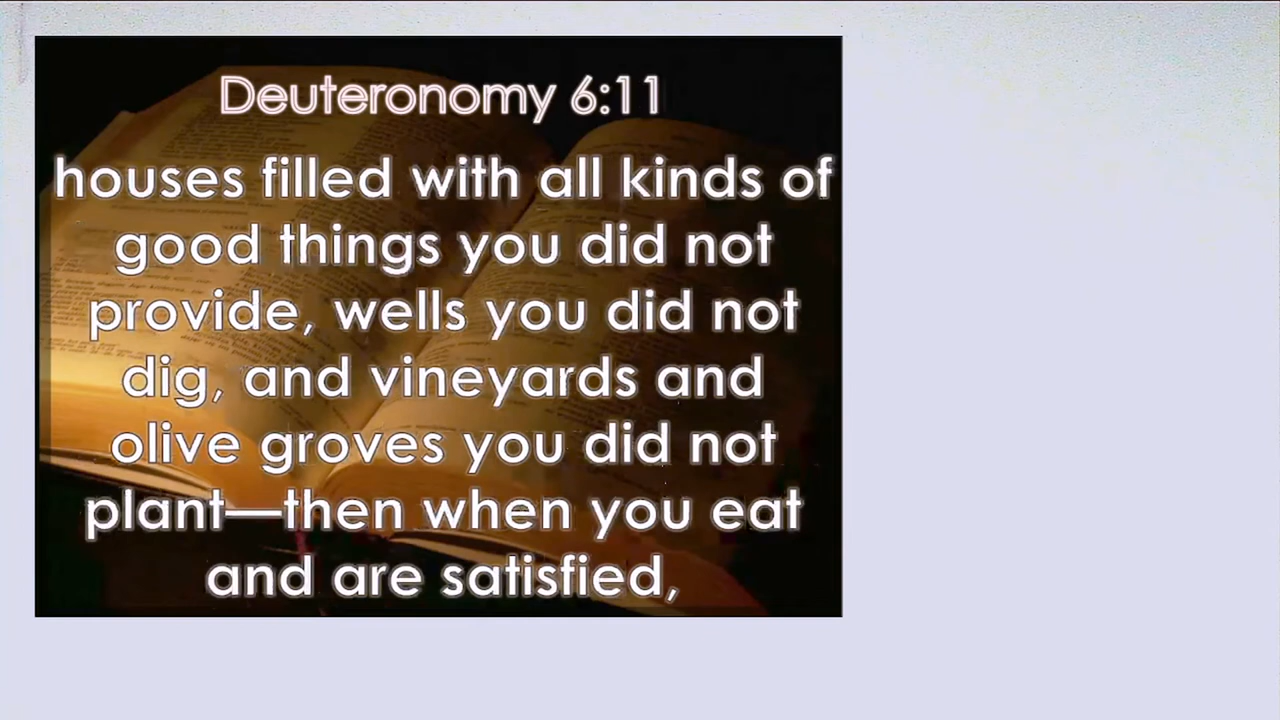 Deuteronomy 6:11
houses filled with all kinds of
good things you did not
provide, wells you did not
dig, and vineyards and
olive groves you did not
plant—then when you eat
and are satisfied,